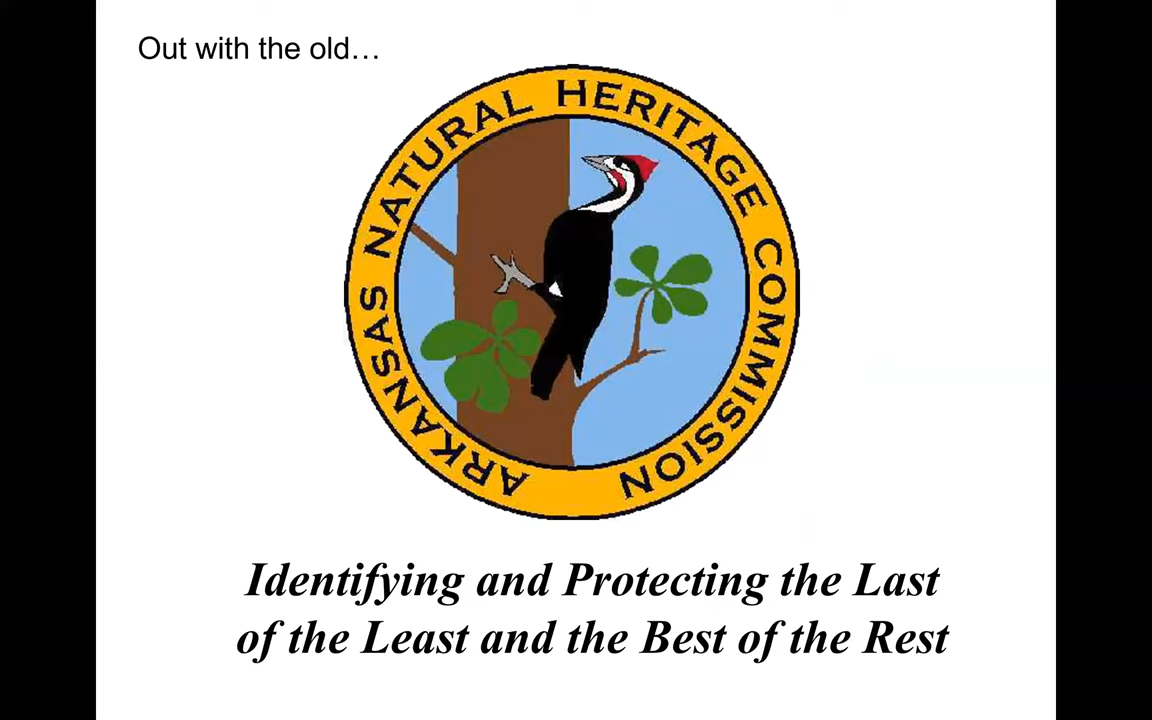 Out with the old…
ARKANSAS NATURAL HERITAGE COMMISSION
Identifying and Protecting the Last
of the Least and the Best of the Rest